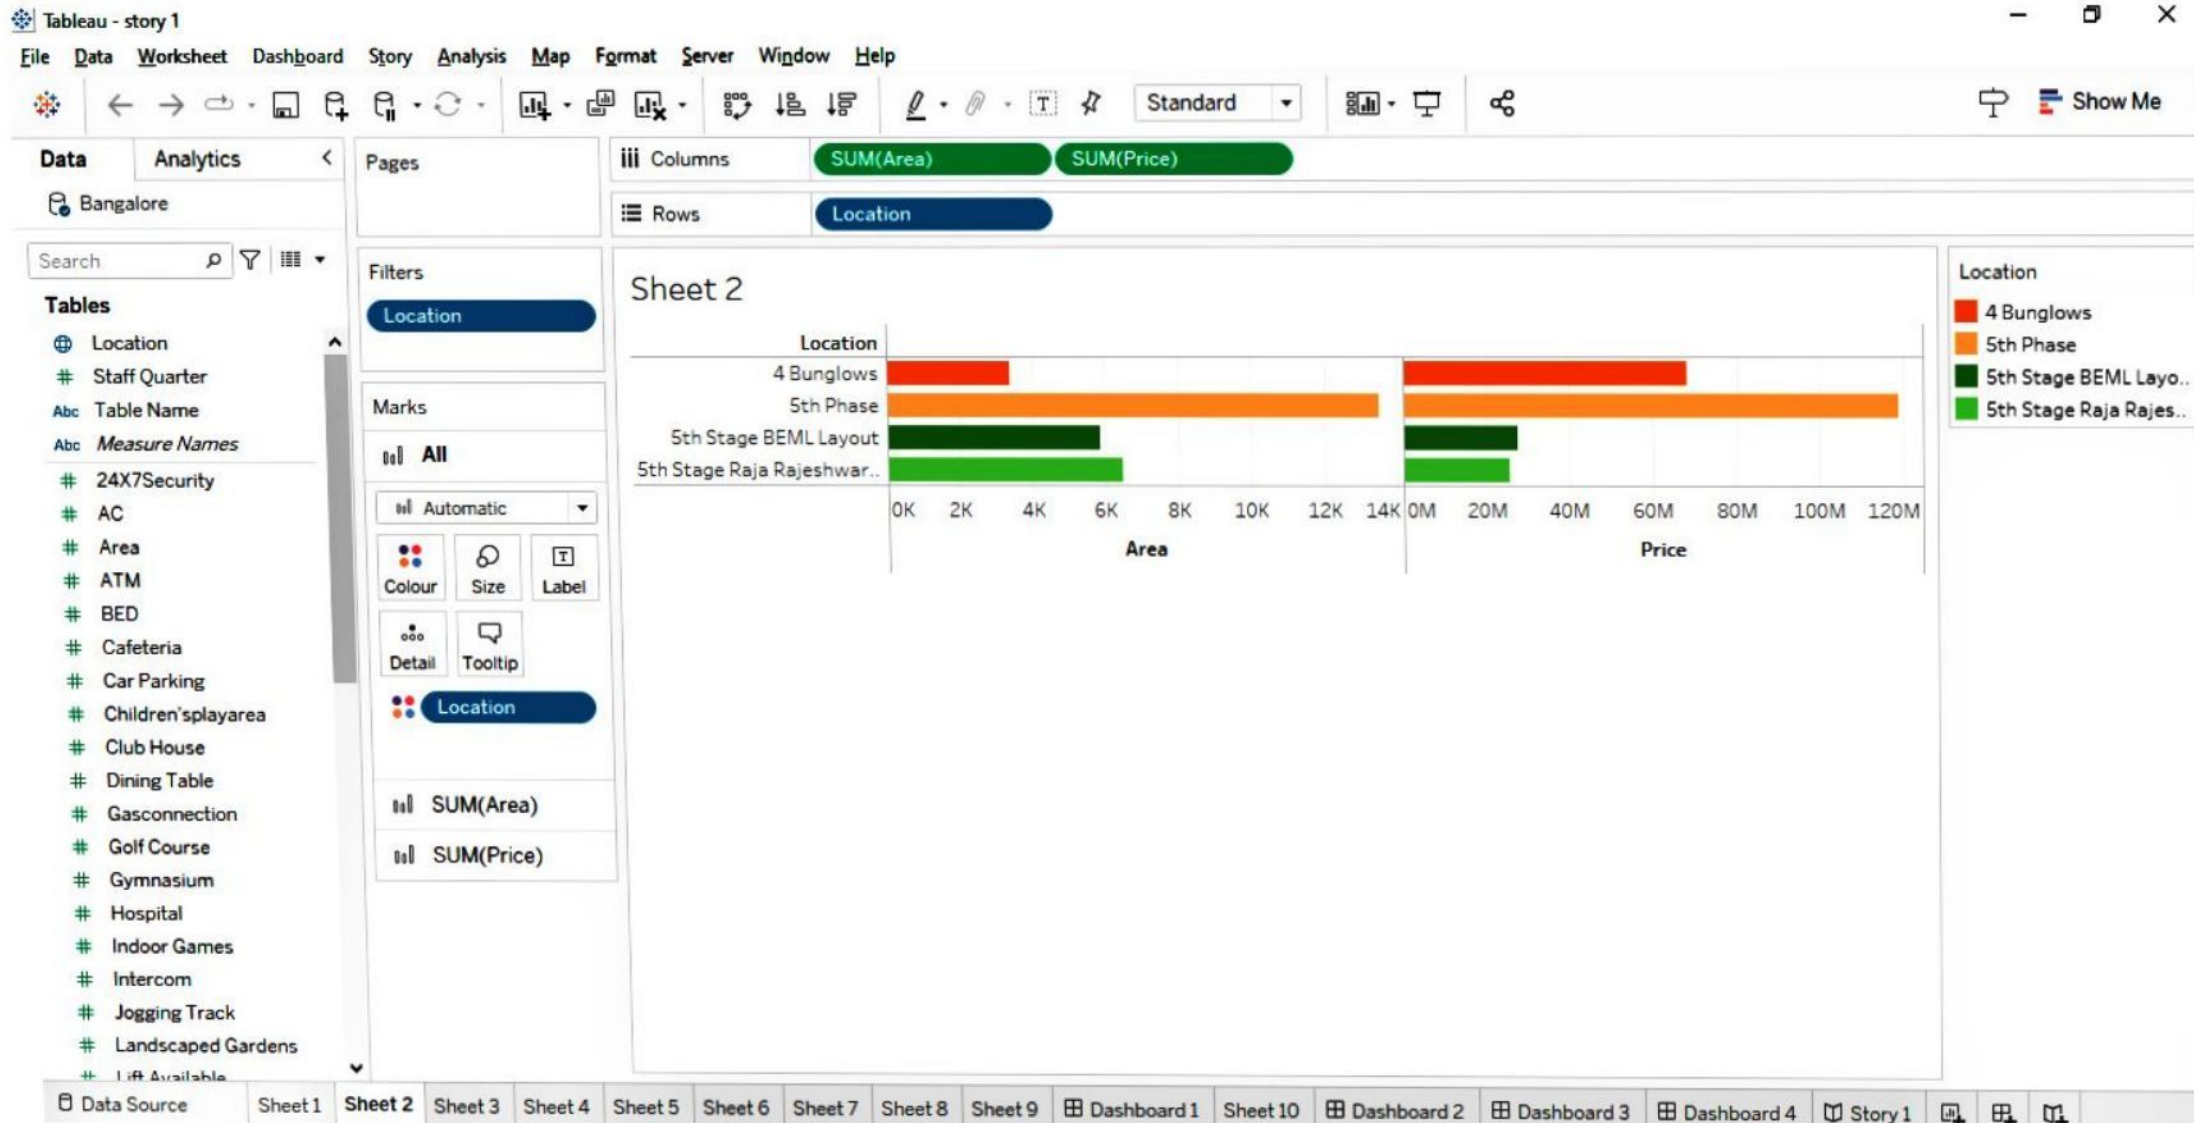 Tableau - story 1
File Data Worksheet Dashboard Story Analysis Map Format Server Window Help
Standard
Show Me
Data Analytics
Bangalore
Search
Tables
Location
Staff Quarter
Abc Table Name
Abc Measure Names
24X7Security
AC
Area
ATM
BED
Cafeteria
Car Parking
Children'splayarea
Club House
Dining Table
Gasconnection
Golf Course
Gymnasium
Hospital
Indoor Games
Intercom
Jogging Track
Landscaped Gardens
Lift Available
Pages
Filters
Location
Marks
All
Automatic
Colour Size Label
Detail Tooltip
Location
SUM(Area)
SUM(Price)
Columns SUM(Area) SUM(Price)
Rows Location
Sheet 2
Location
4 Bunglows
5th Phase
5th Stage BEML Layout
5th Stage Raja Rajeshwar..
0K 2K 4K 6K 8K 10K 12K 14K 0M 20M 40M 60M 80M 100M 120M
Area Price
Location
4 Bunglows
5th Phase
5th Stage BEML Layo..
5th Stage Raja Rajes..
Data Source Sheet 1 Sheet 2 Sheet 3 Sheet 4 Sheet 5 Sheet 6 Sheet 7 Sheet 8 Sheet 9 Dashboard 1 Sheet 10 Dashboard 2 Dashboard 3 Dashboard 4 Story 1